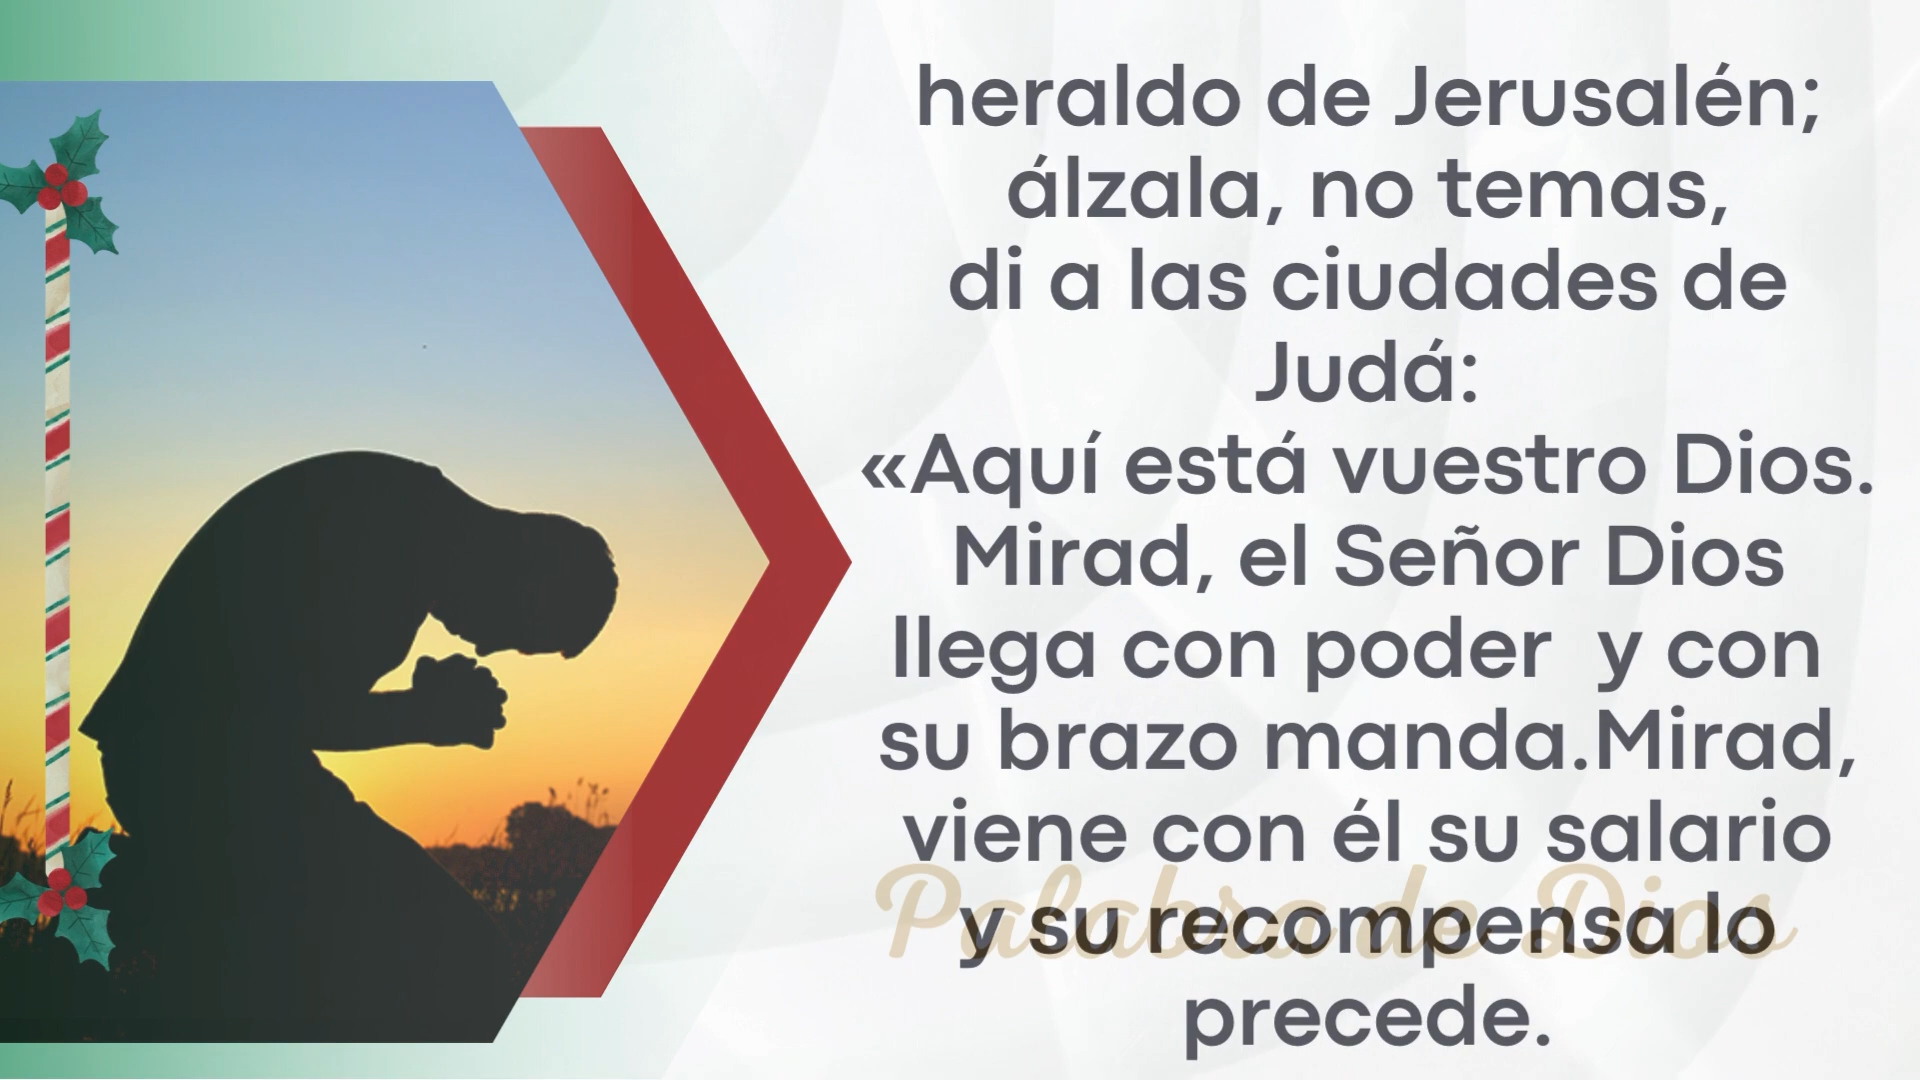 heraldo de Jerusalén;
álzala, no temas,
di a las ciudades de
Judá:
«Aquí está vuestro Dios.
Mirad, el Señor Dios
llega con poder  y con
su brazo manda.Mirad,
viene con él su salario
y su recompensa lo
precede.
Palabra de Dios